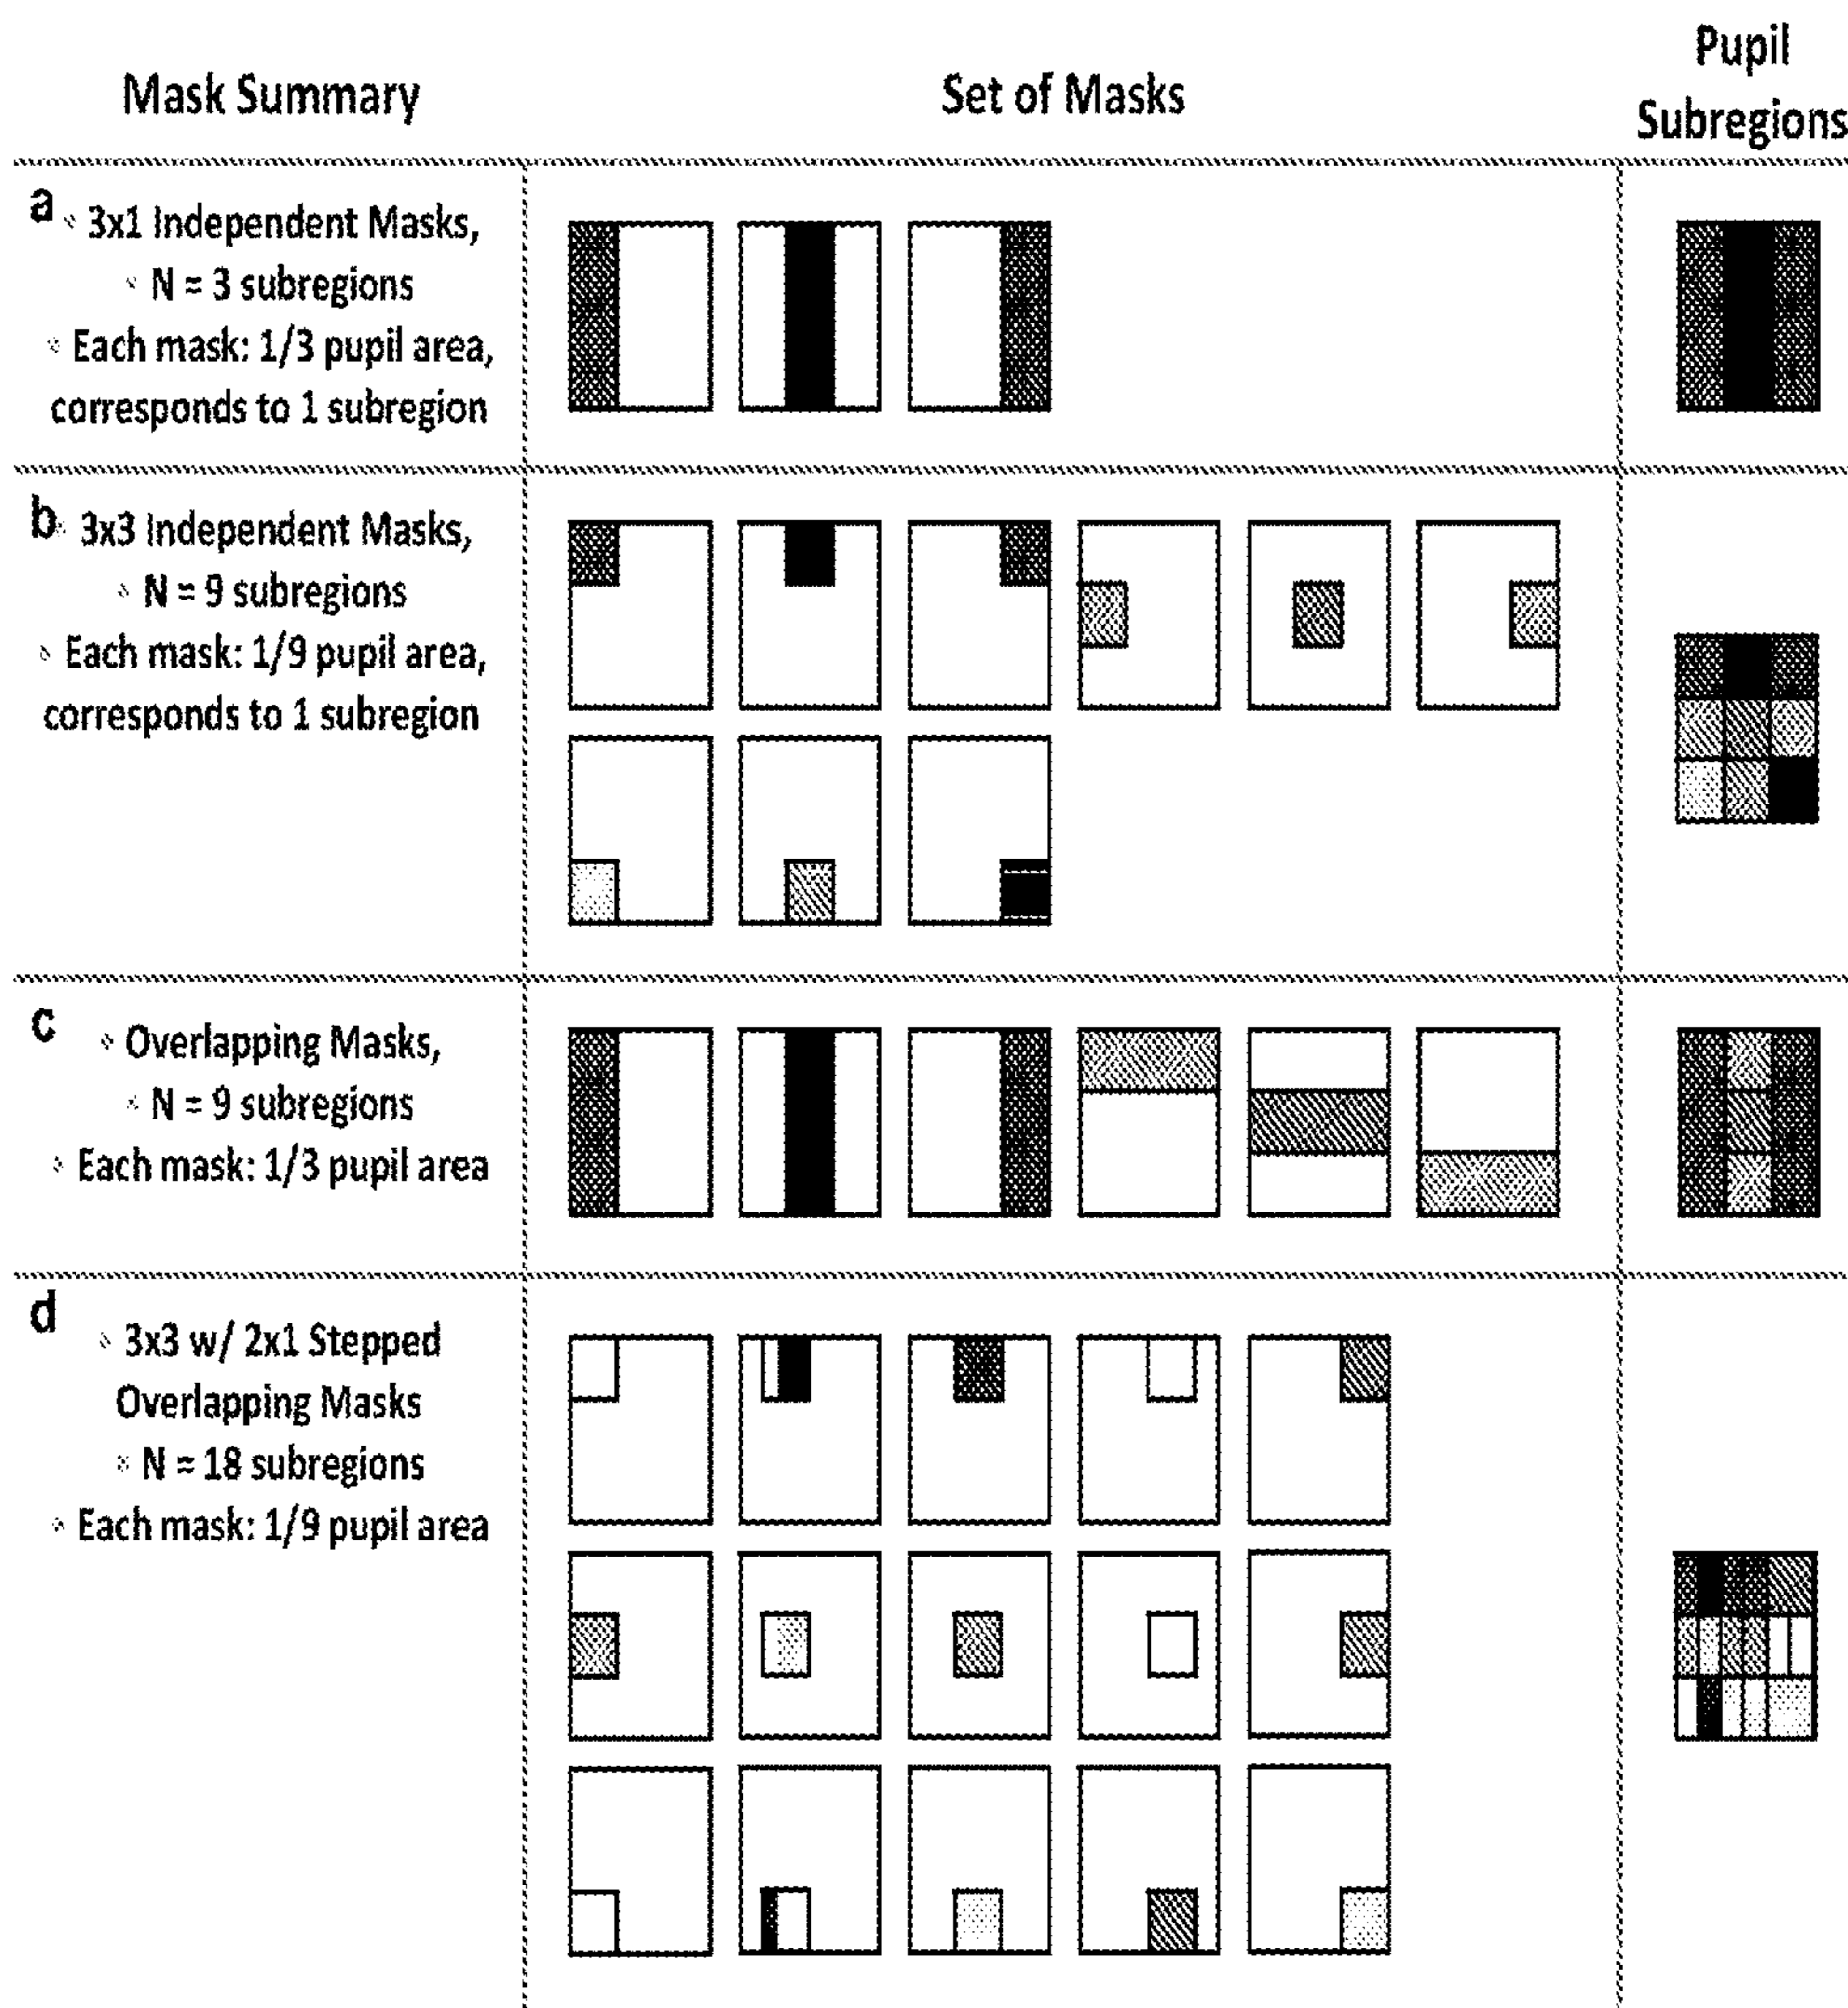 Mask Summary
Set of Masks
Pupil
Subregions
a
3x1 Independent Masks,
N = 3 subregions
Each mask: 1/3 pupil area,
corresponds to 1 subregion
b
3x3 Independent Masks,
N = 9 subregions
Each mask: 1/9 pupil area,
corresponds to 1 subregion
c
Overlapping Masks,
N = 9 subregions
Each mask: 1/3 pupil area
d
3x3 w/ 2x1 Stepped
Overlapping Masks
N = 18 subregions
Each mask: 1/9 pupil area